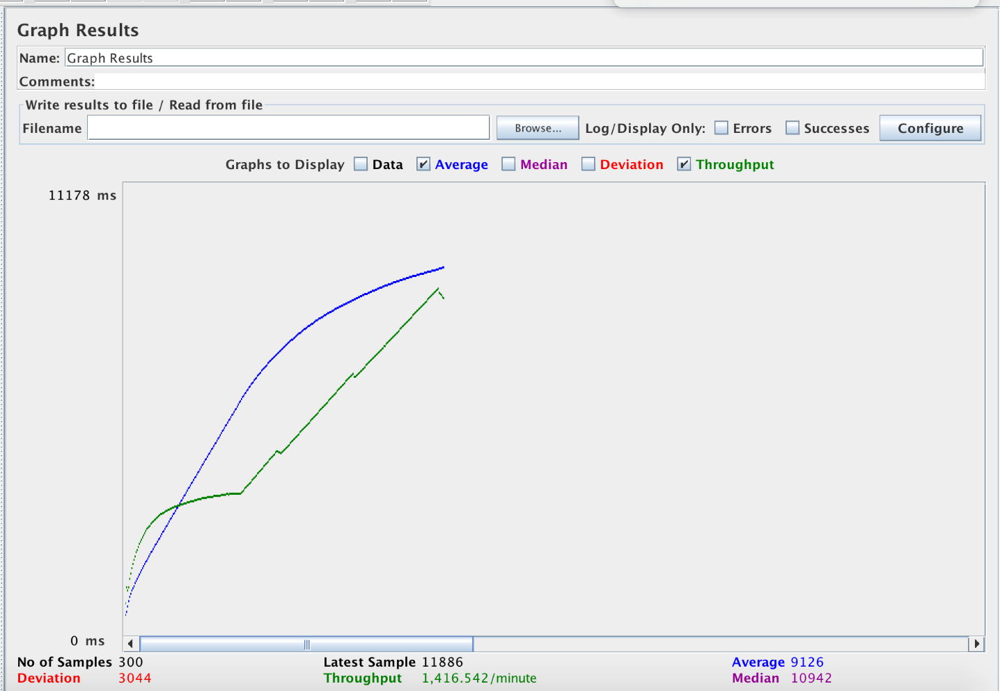 Graph Results
Name: Graph Results
Comments:
Write results to file / Read from file
Filename Browse... Log/Display Only: Errors Successes Configure
Graphs to Display Data Average Median Deviation Throughput
11178 ms
0 ms
No of Samples 300 Latest Sample 11886 Average 9126
Deviation 3044 Throughput 1,416.542/minute Median 10942